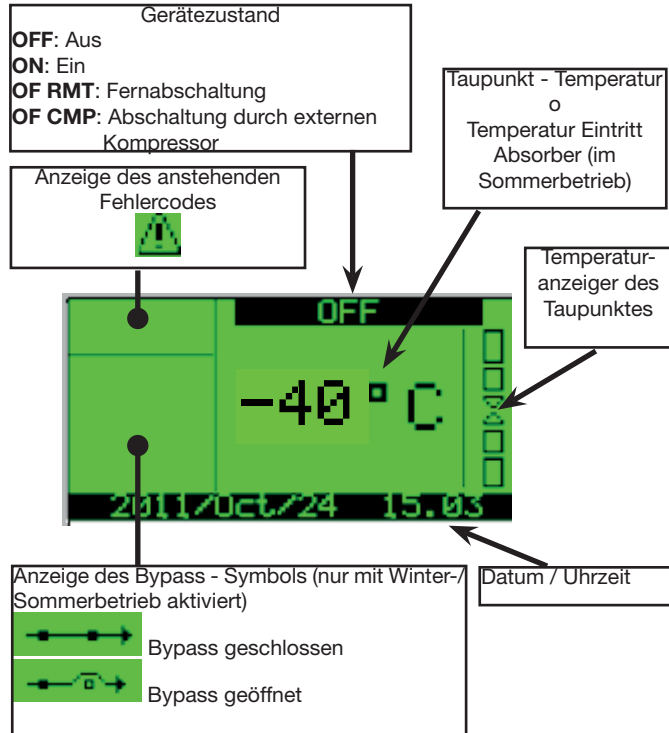 Gerätezustand
OFF: Aus
ON: Ein
OF RMT: Fernabschaltung
OF CMP: Abschaltung durch externen
Kompressor
Taupunkt - Temperatur
o
Temperatur Eintritt
Absorber (im
Sommerbetrieb)
Anzeige des anstehenden
Fehlercodes
Temperatur-
anzeiger des
Taupunktes
OFF
-40°C
2011/Oct/24 15.03
Anzeige des Bypass - Symbols (nur mit Winter-/
Sommerbetrieb aktiviert)
Bypass geschlossen
Bypass geöffnet
Datum / Uhrzeit